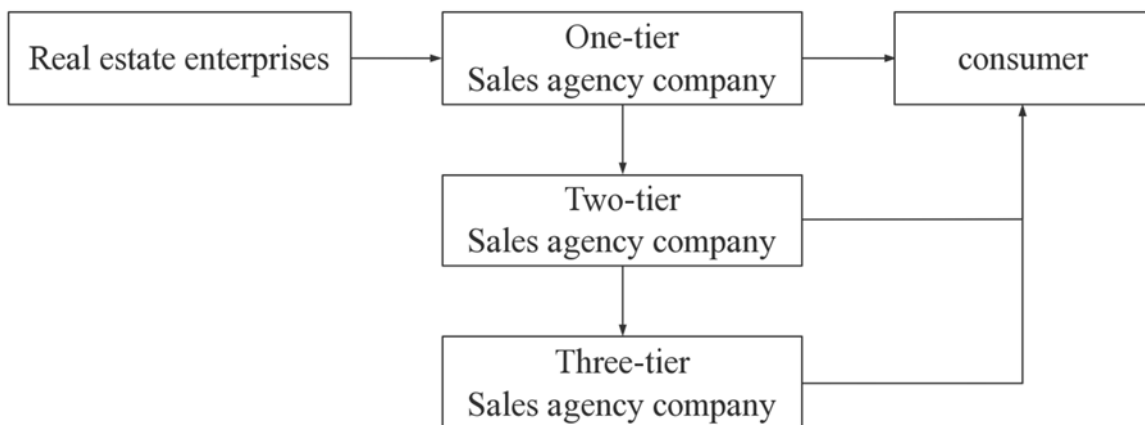 Real estate enterprises
One-tier
Sales agency company
consumer
Two-tier
Sales agency company
Three-tier
Sales agency company